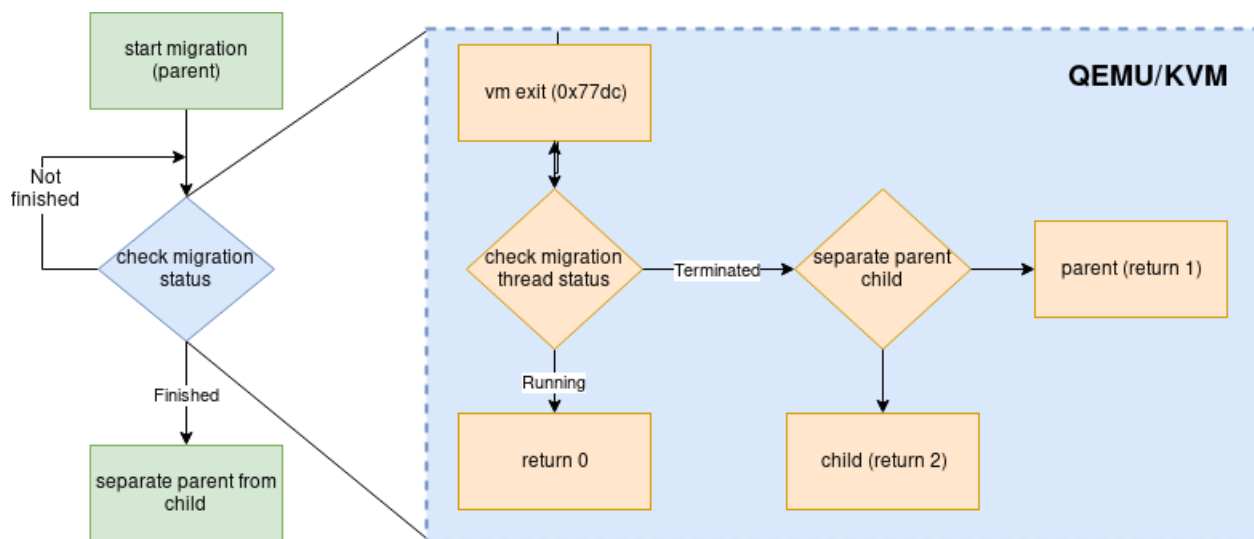 start migration
(parent)
Not
finished
check migration
status
Finished
separate parent from
child
QEMU/KVM
vm exit (0x77dc)
check migration
thread status
Terminated
separate parent
child
parent (return 1)
Running
return 0
child (return 2)